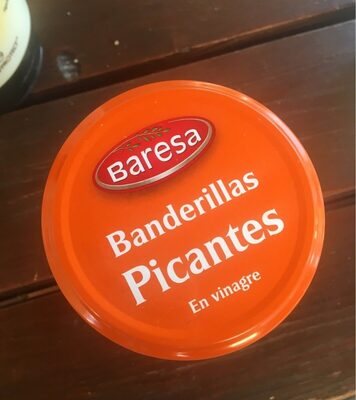 Baresa
Banderillas
Picantes
En vinagre